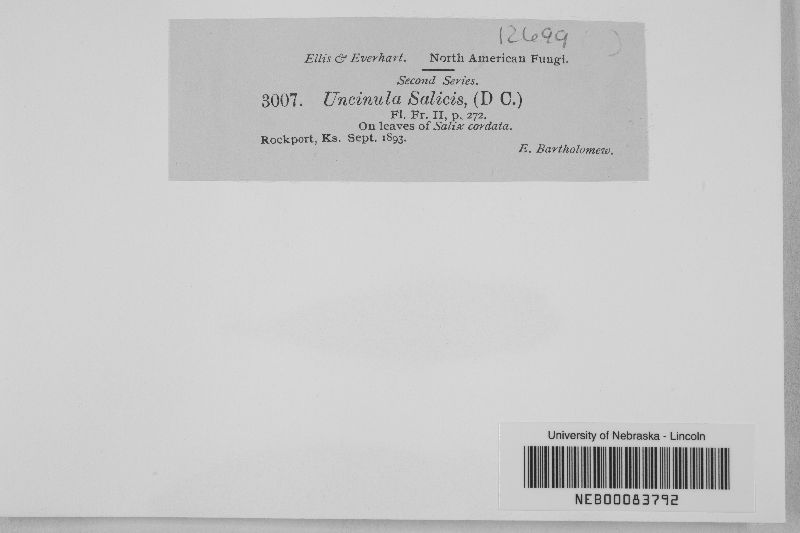 12699
Ellis & Everhart. North American Fungi.
Second Series.
3007. Uncinula Salicis, (D C.)
Fl. Fr. II, p. 272.
On leaves of Salix cordata.
Rockport, Ks. Sept. 1893.
E. Bartholomew.
University of Nebraska - Lincoln
NEB00083792